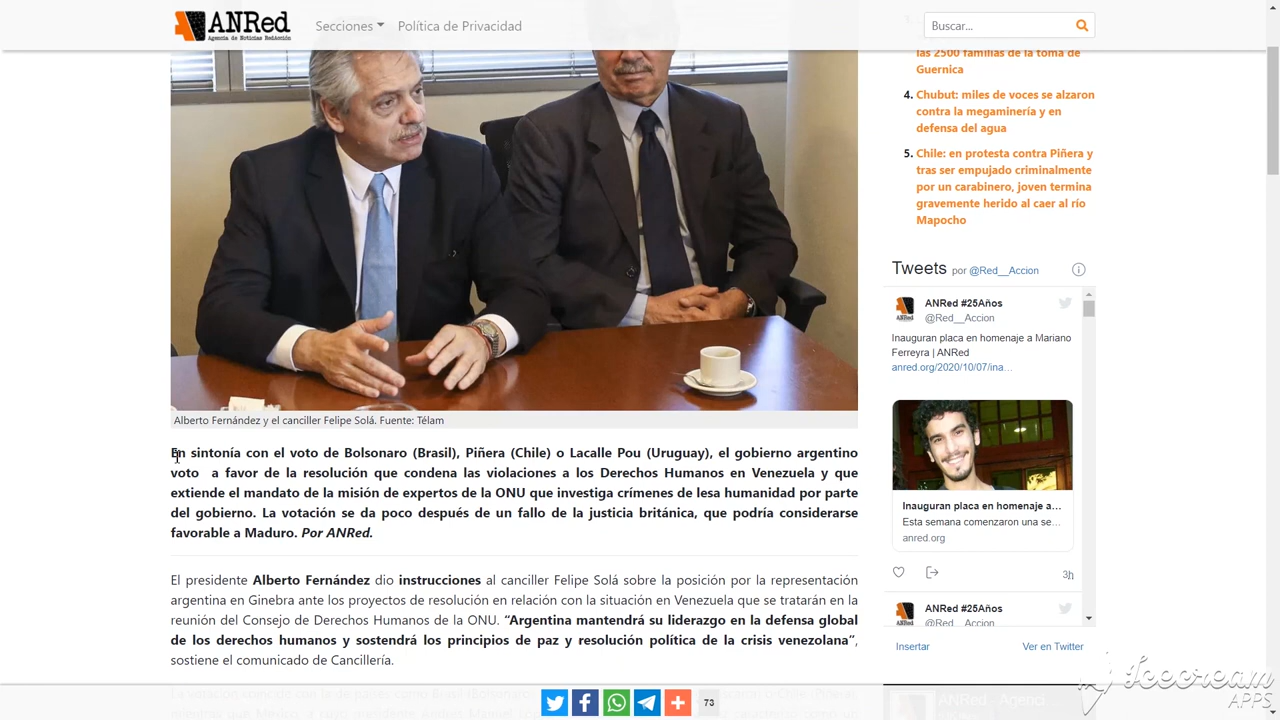 ANRed
Agencia de Noticias RedAcción
Secciones
Política de Privacidad
Buscar...
las 2500 familias de la toma de
Guernica
4. Chubut: miles de voces se alzaron
contra la megaminería y en
defensa del agua
5. Chile: en protesta contra Piñera y
tras ser empujado criminalmente
por un carabinero, joven termina
gravemente herido al caer al río
Mapocho
Tweets por @Red__Accion
ANRed #25Años
@Red__Accion
Inauguran placa en homenaje a Mariano
Ferreyra | ANRed
anred.org/2020/10/07/ina…
Inauguran placa en homenaje a…
Esta semana comenzaron una se…
anred.org
3h
ANRed #25Años
@Red__Accion
Insertar
Ver en Twitter
Alberto Fernández y el canciller Felipe Solá. Fuente: Télam
En sintonía con el voto de Bolsonaro (Brasil), Piñera (Chile) o Lacalle Pou (Uruguay), el gobierno argentino
voto a favor de la resolución que condena las violaciones a los Derechos Humanos en Venezuela y que
extiende el mandato de la misión de expertos de la ONU que investiga crímenes de lesa humanidad por parte
del gobierno. La votación se da poco después de un fallo de la justicia británica, que podría considerarse
favorable a Maduro. Por ANRed.
El presidente Alberto Fernández dio instrucciones al canciller Felipe Solá sobre la posición por la representación
argentina en Ginebra ante los proyectos de resolución en relación con la situación en Venezuela que se tratarán en la
reunión del Consejo de Derechos Humanos de la ONU. “Argentina mantendrá su liderazgo en la defensa global
de los derechos humanos y sostendrá los principios de paz y resolución política de la crisis venezolana”,
sostiene el comunicado de Cancillería.
73
Icecream
APPS